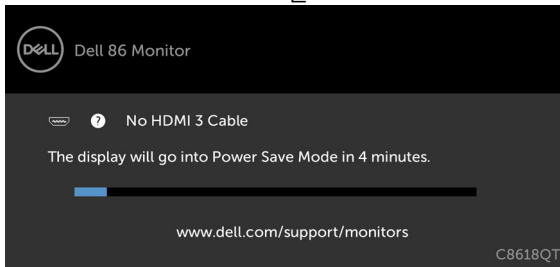 DELL
Dell 86 Monitor
? No HDMI 3 Cable
The display will go into Power Save Mode in 4 minutes.
www.dell.com/support/monitors
C8618QT